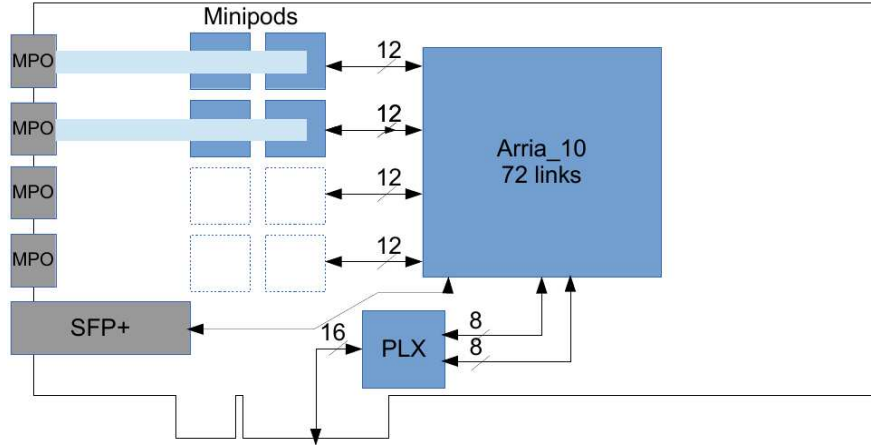 Minipods
MPO
12
MPO
12
Arria_10
72 links
MPO
12
MPO
12
SFP+
16
PLX
8
8